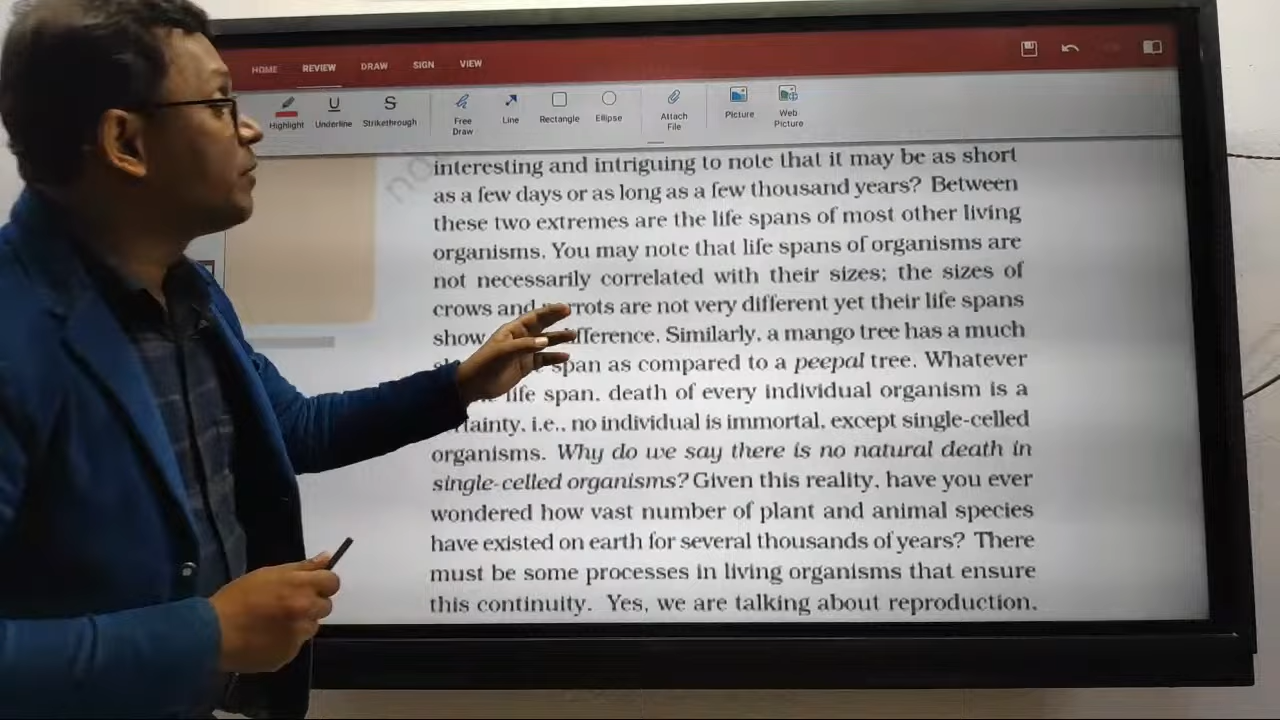 HOME REVIEW DRAW SIGN VIEW
Highlight Underline Strikethrough Free Draw Line Rectangle Ellipse Attach File Picture Web Picture
interesting and intriguing to note that it may be as short
as a few days or as long as a few thousand years? Between
these two extremes are the life spans of most other living
organisms. You may note that life spans of organisms are
not necessarily correlated with their sizes; the sizes of
crows and are not very different yet their life spans
show Similarly, a mango tree has a much
span as compared to a peepal tree. Whatever
life span, death of every individual organism is a
i.e., no individual is immortal, except single-celled
organisms. Why do we say there is no natural death in
single-celled organisms? Given this reality, have you ever
wondered how vast number of plant and animal species
have existed on earth for several thousands of years? There
must be some processes in living organisms that ensure
this continuity. Yes, we are talking about reproduction,